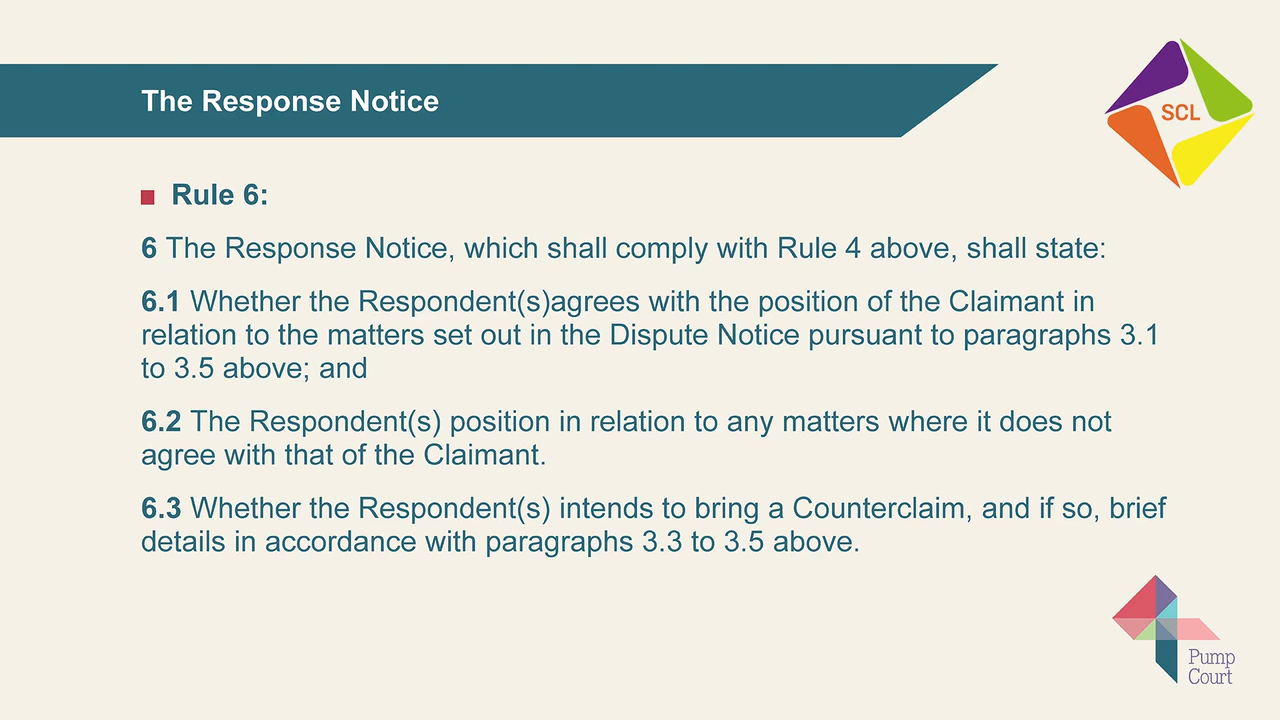 The Response Notice
SCL
Rule 6:
6 The Response Notice, which shall comply with Rule 4 above, shall state:
6.1 Whether the Respondent(s)agrees with the position of the Claimant in
relation to the matters set out in the Dispute Notice pursuant to paragraphs 3.1
to 3.5 above; and
6.2 The Respondent(s) position in relation to any matters where it does not
agree with that of the Claimant.
6.3 Whether the Respondent(s) intends to bring a Counterclaim, and if so, brief
details in accordance with paragraphs 3.3 to 3.5 above.
Pump
Court